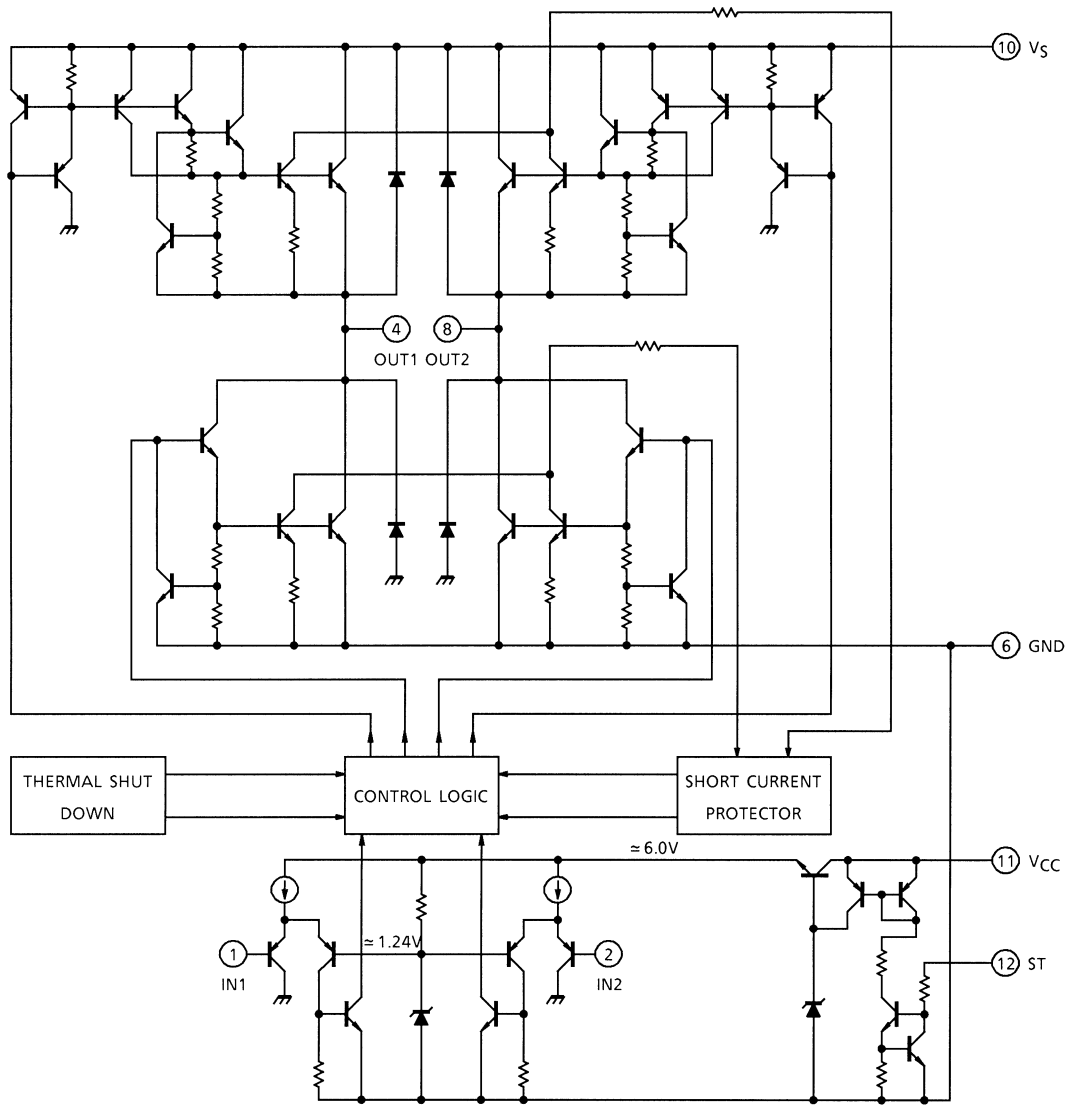 10 VS
4 8
OUT1 OUT2
6 GND
THERMAL SHUT
DOWN
CONTROL LOGIC
SHORT CURRENT
PROTECTOR
≃6.0V
11 VCC
≃1.24V
1
IN1
2
IN2
12 ST